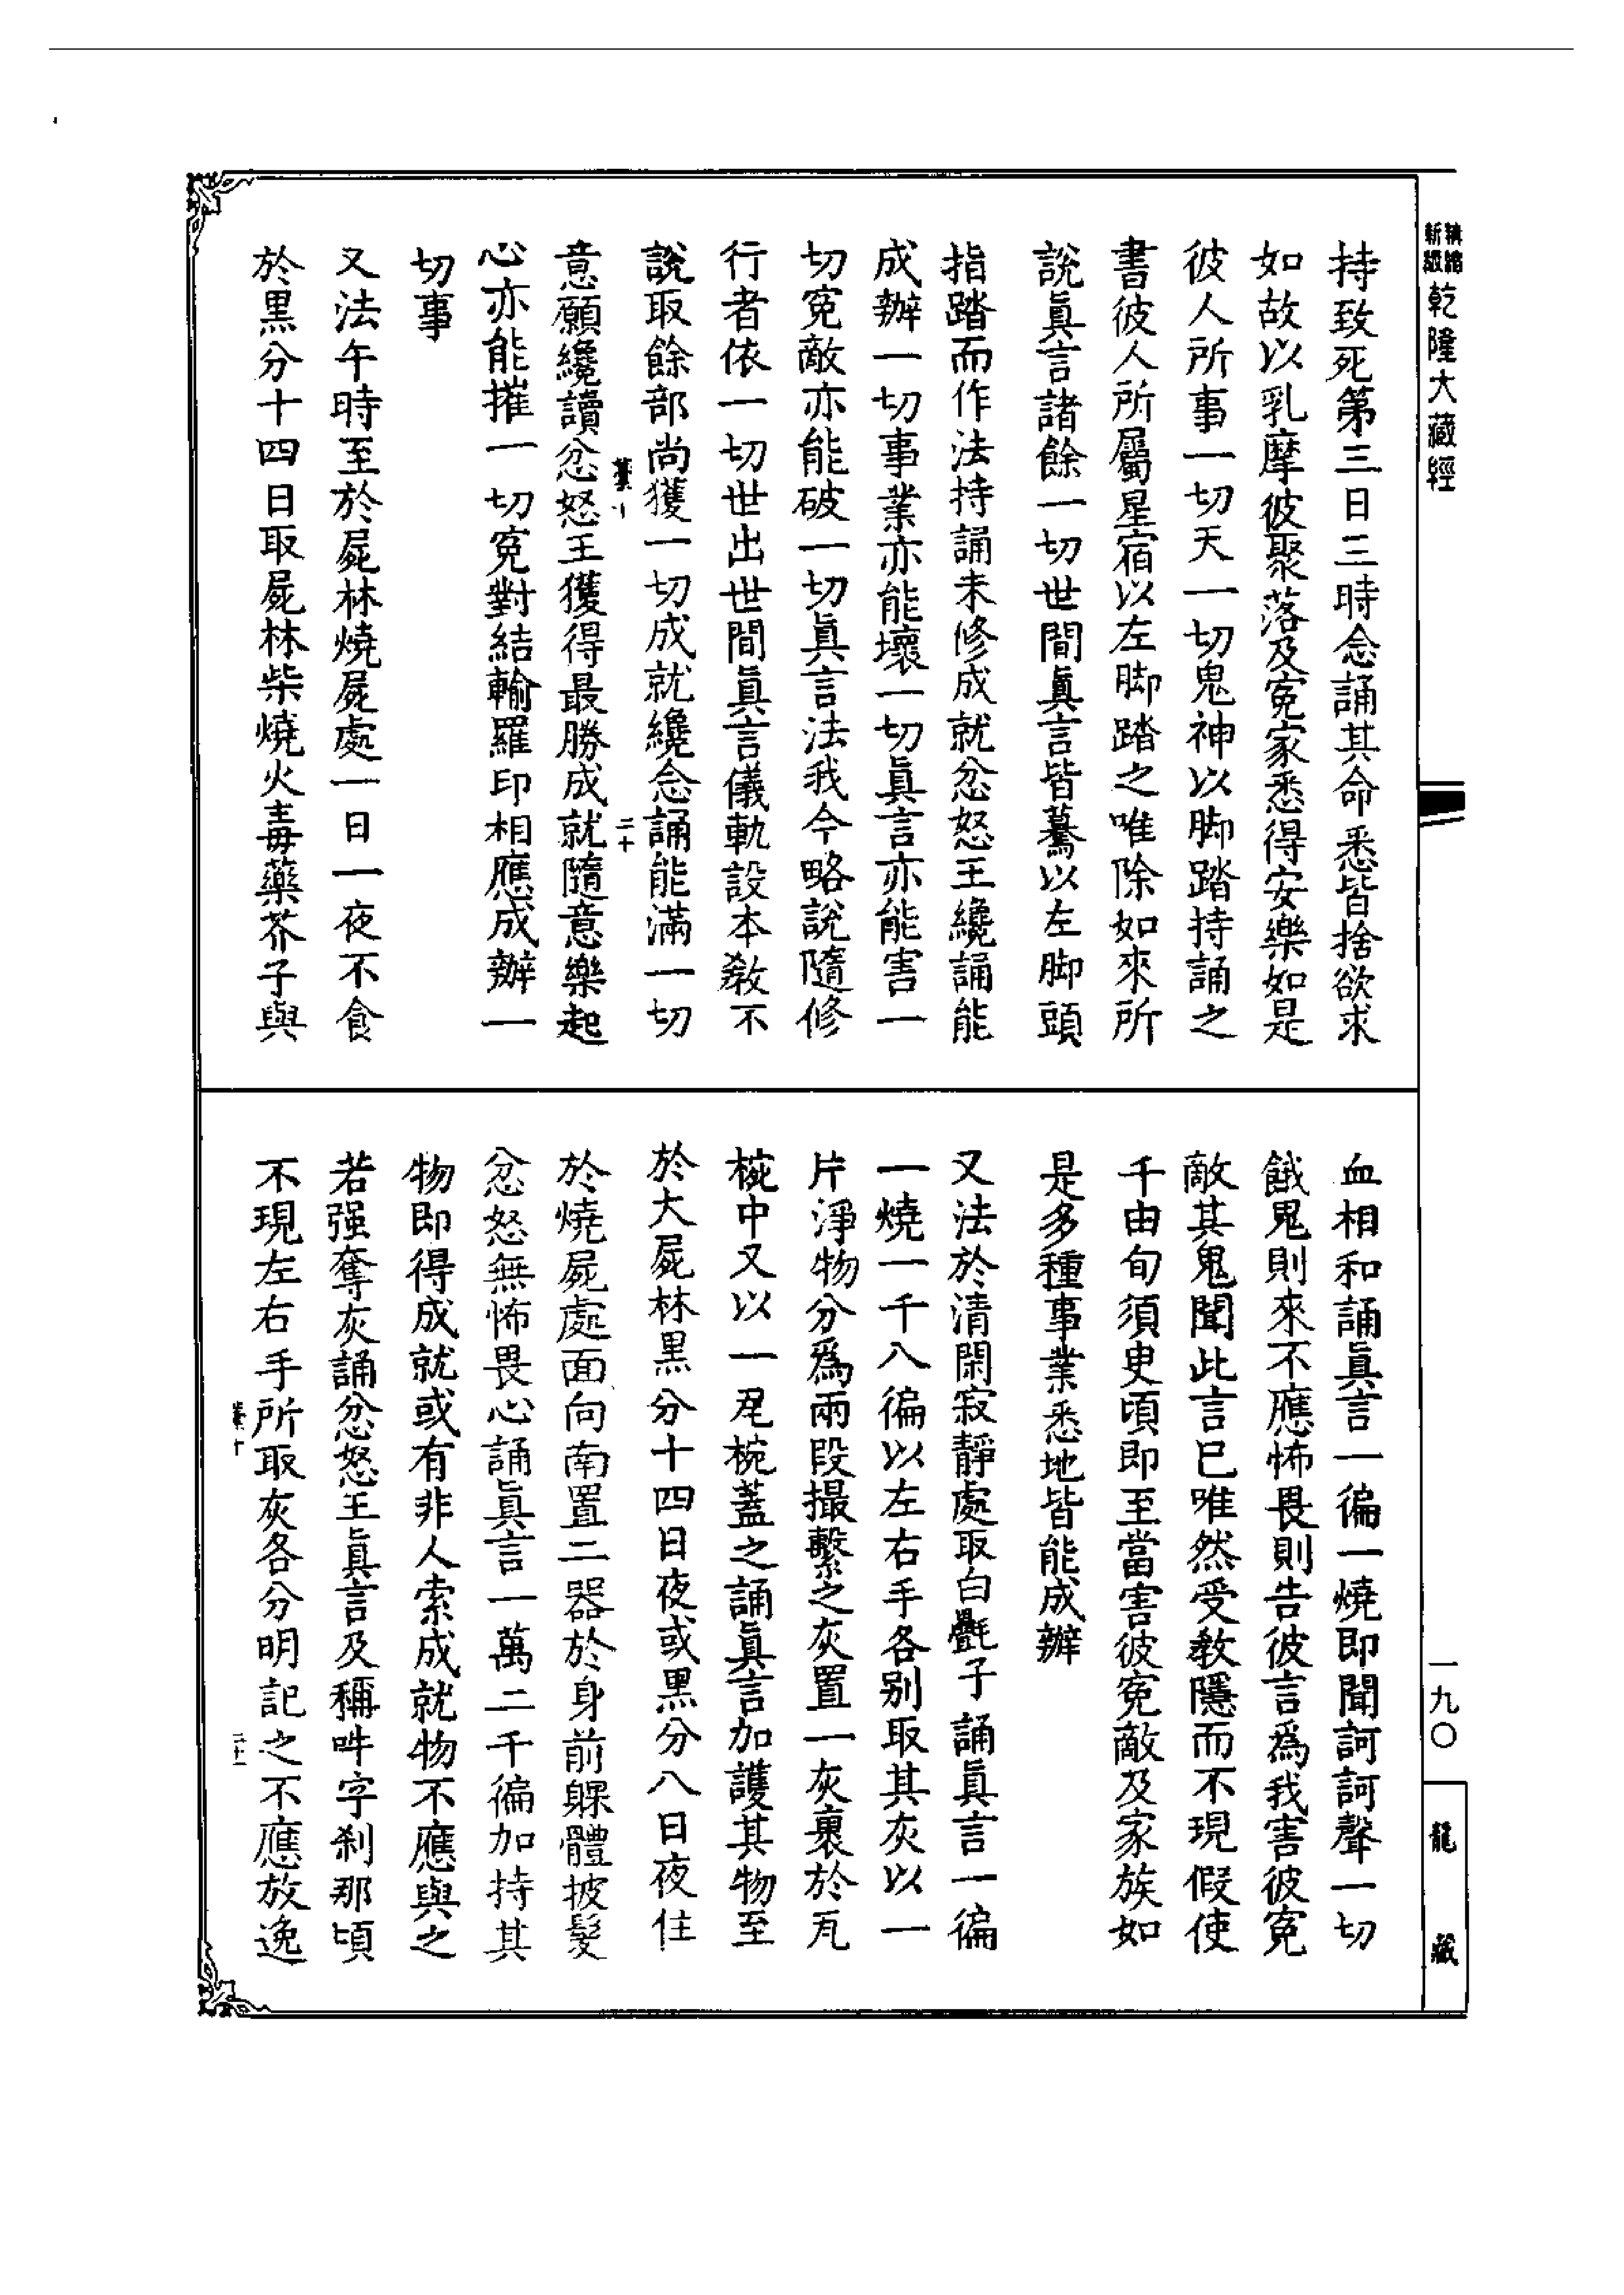 乾隆大藏經
持致死第三日三時念誦其命悉皆捨欲求
如故以乳摩彼聚落及寃家悉得安樂如是
彼人所事一切天一切鬼神以脚踏持誦之
書彼人所屬星宿以左脚踏之唯除如來所
說眞言諸餘一切世間眞言皆驀以左脚頭
指踏而作法持誦未修成就忿怒王纔誦能
成辦一切事業亦能壞一切眞言亦能害一
切寃敵亦能破一切眞言法我今略說隨修
行者依一切世出世間眞言儀軌設本教不
說取餘部尚獲一切成就纔念誦能滿一切
二十
意願纔讀忿怒王獲得最勝成就隨意樂起
心亦能摧一切寃對結輸羅印相應成辦一
切事
又法午時至於屍林燒屍處一日一夜不食
於黑分十四日取屍林柴燒火毒藥芥子與
血相和誦眞言一徧一燒即聞訶訶聲一切
餓鬼則來不應怖畏則告彼言爲我害彼寃
敵其鬼聞此言已唯然受教隱而不現假使
千由旬須臾頃即至當害彼寃敵及家族如
是多種事業悉地皆能成辦
又法於清閑寂靜處取白㲲子誦眞言一徧
一燒一千八徧以左右手各别取其灰以一
片淨物分爲兩段撮繫之灰置一灰裹於瓦
椀中又以一瓦椀蓋之誦眞言加護其物至
於大屍林黑分十四日夜或黑分八日夜住
於燒屍處面向南置二器於身前躶體披髮
忿怒無怖畏心誦眞言一萬二千徧加持其
物即得成就或有非人索成就物不應與之
若强奪灰誦忿怒王眞言及稱吽字刹那頃
不現左右手所取灰各分明記之不應放逸
一九〇
龍藏